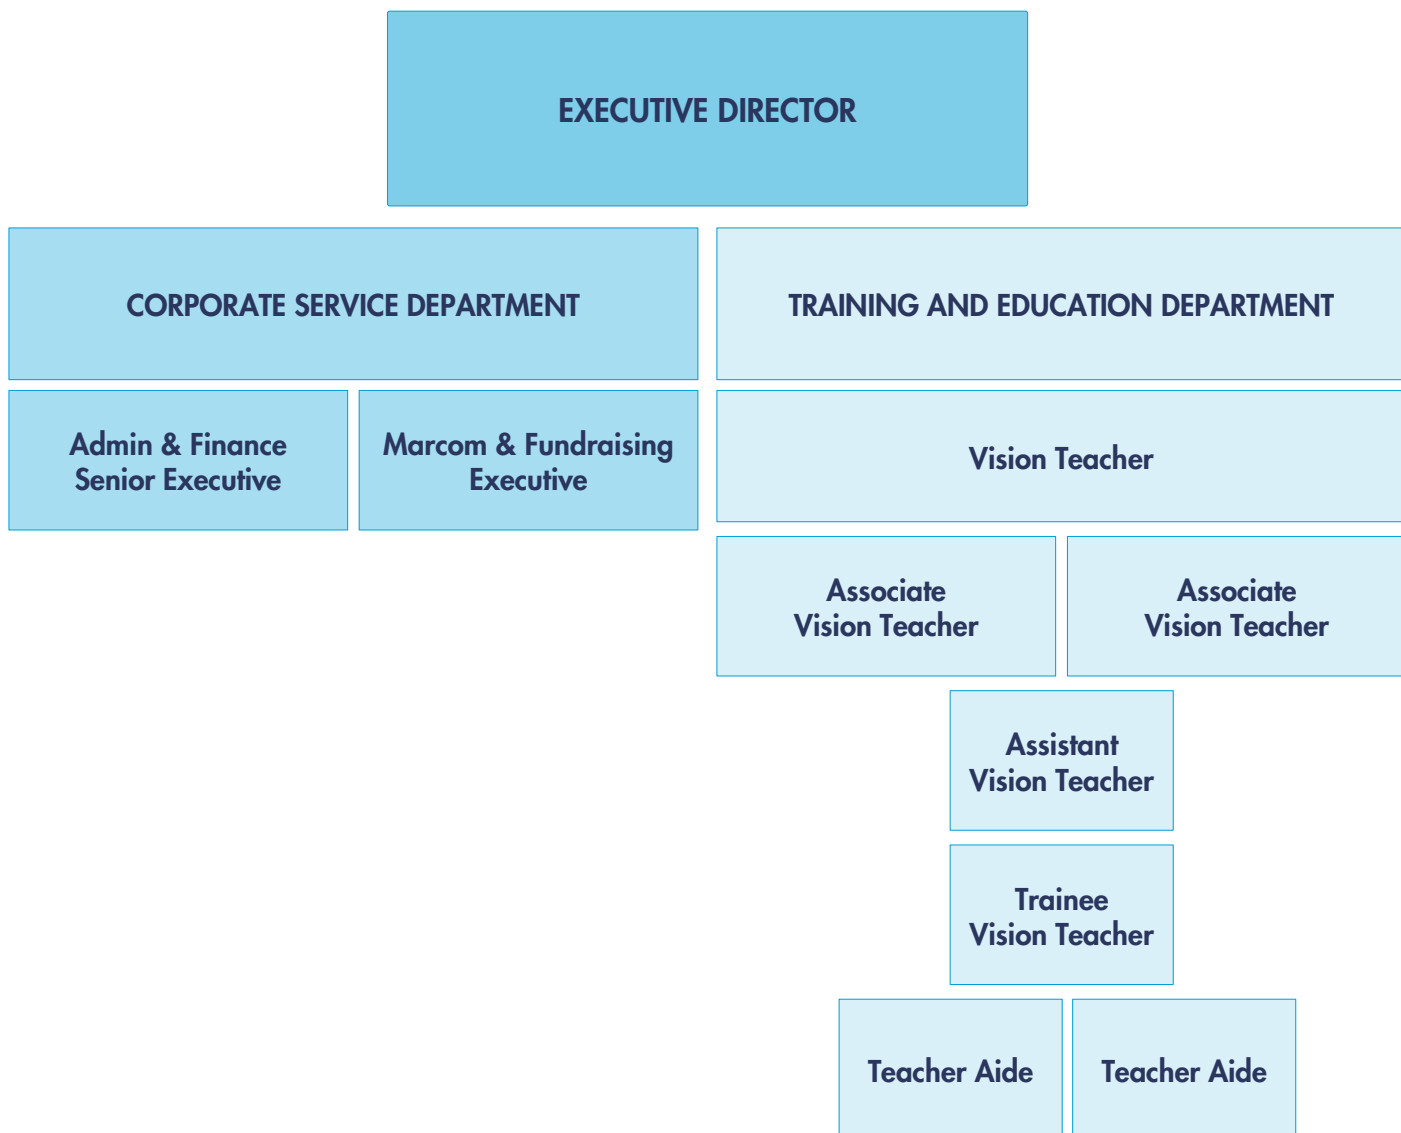 EXECUTIVE DIRECTOR
CORPORATE SERVICE DEPARTMENT
TRAINING AND EDUCATION DEPARTMENT
Admin & Finance
Senior Executive
Marcom & Fundraising
Executive
Vision Teacher
Associate
Vision Teacher
Associate
Vision Teacher
Assistant
Vision Teacher
Trainee
Vision Teacher
Teacher Aide
Teacher Aide